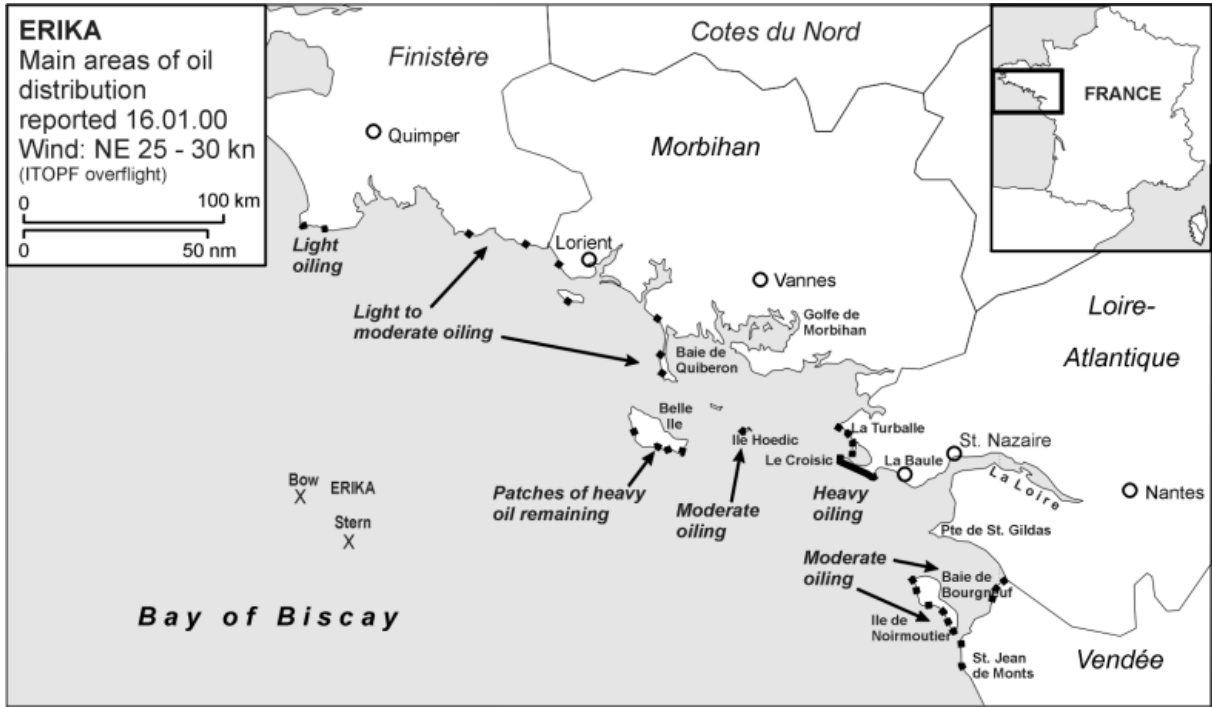 ERIKA
Main areas of oil
distribution
reported 16.01.00
Wind: NE 25 - 30 kn
(ITOPF overflight)
0 100 km
0 50 nm
Finistère
Cotes du Nord
FRANCE
Quimper
Morbihan
Light
oiling
Lorient
Vannes
Light to
moderate oiling
Golfe de
Morbihan
Loire-
Atlantique
Baie de
Quiberon
Belle
Ile
Ile Hoedic
La Turballe
St. Nazaire
Le Croisic
La Baule
La Loire
Nantes
Bow
X
ERIKA
Stern
X
Patches of heavy
oil remaining
Moderate
oiling
Heavy
oiling
Pte de St. Gildas
Moderate
oiling
Baie de
Bourgneuf
Bay of Biscay
Ile de
Noirmoutier
St. Jean
de Monts
Vendée